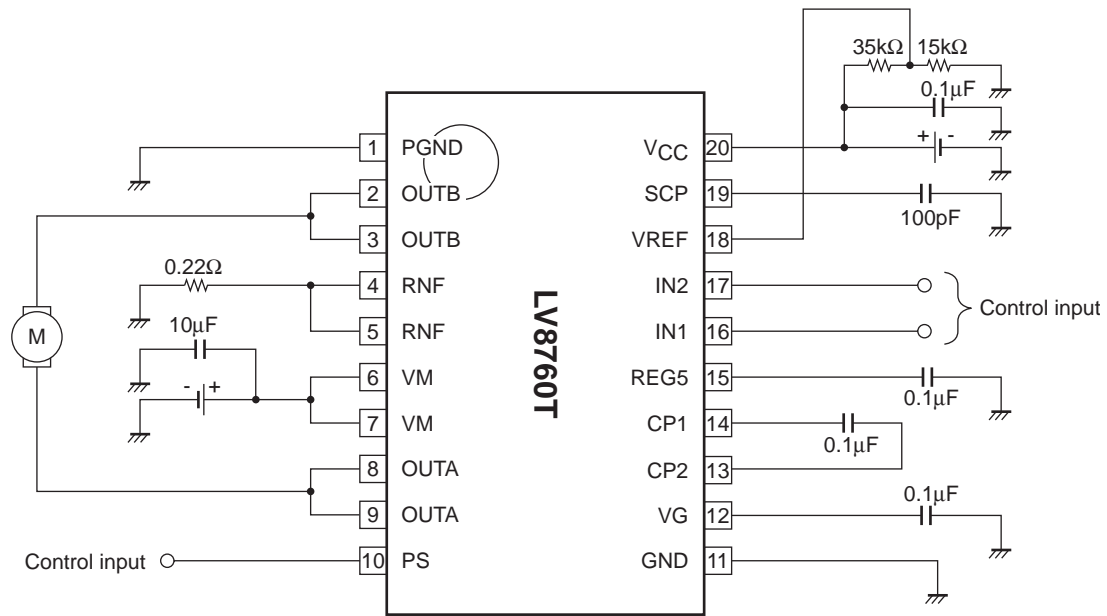 35kΩ 15kΩ
0.1μF
+ -
100pF
1 PGND
2 OUTB
3 OUTB
4 RNF
5 RNF
6 VM
7 VM
8 OUTA
9 OUTA
10 PS
VCC 20
SCP 19
VREF 18
IN2 17
IN1 16
REG5 15
CP1 14
CP2 13
VG 12
GND 11
LV8760T
0.22Ω
10μF
- +
M
Control input
Control input
0.1μF
0.1μF
0.1μF